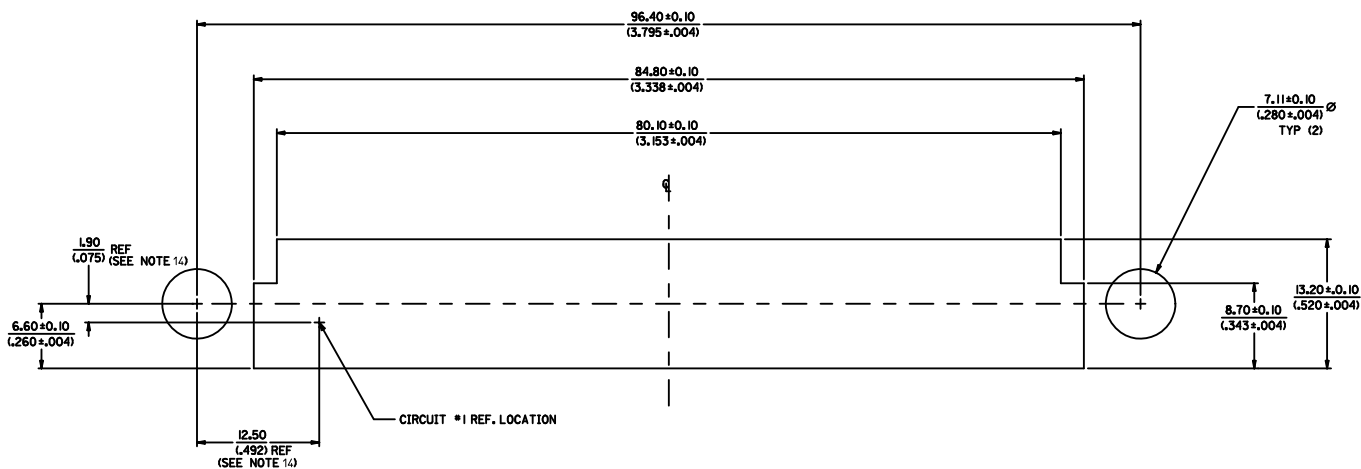 96.40±0.10
(3.795±.004)
84.80±0.10
(3.338±.004)
7.11±0.10 Ø
(.280±.004)
TYP (2)
80.10±0.10
(3.153±.004)
℄
1.90 REF
(.075) (SEE NOTE 14)
6.60±0.10
(.260±.004)
8.70±0.10
(.343±.004)
13.20±0.10
(.520±.004)
CIRCUIT #1 REF. LOCATION
12.50
(.492) REF
(SEE NOTE 14)